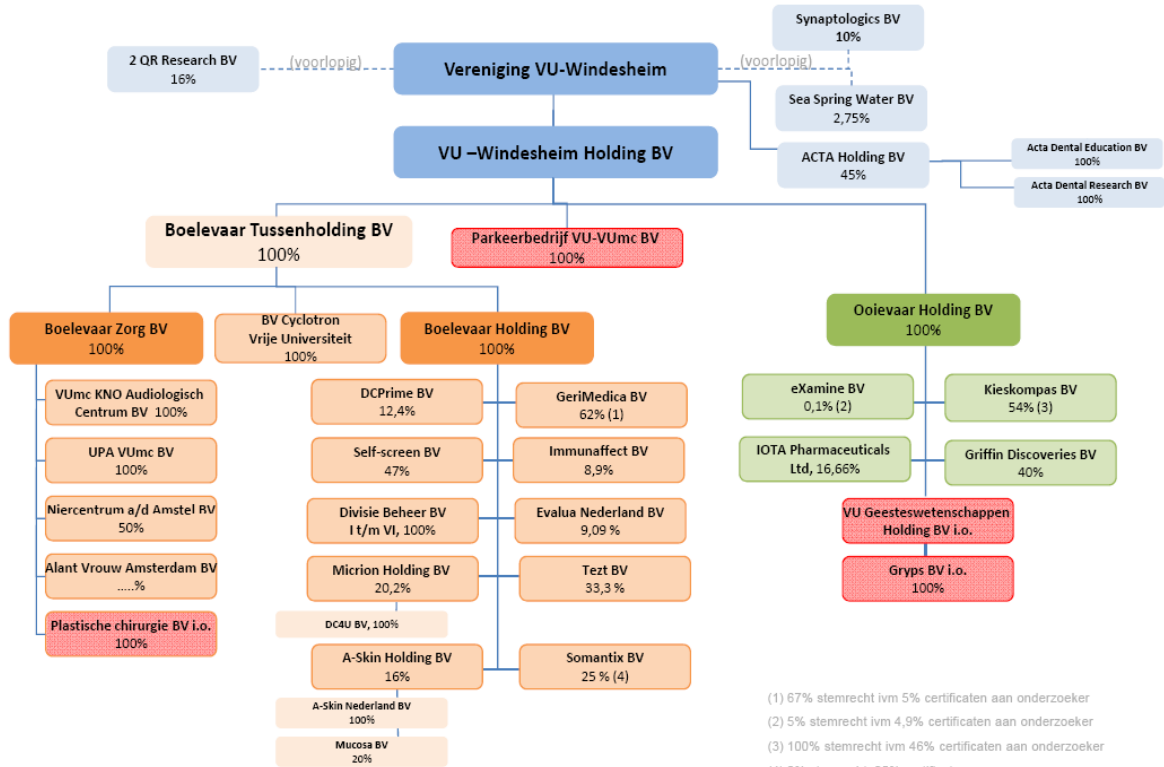 Synaptologics BV
10%
2 QR Research BV
16%
(voorlopig)
Vereniging VU-Windesheim
(voorlopig)
Sea Spring Water BV
2,75%
VU –Windesheim Holding BV
ACTA Holding BV
45%
Acta Dental Education BV
100%
Acta Dental Research BV
100%
Boelevaar Tussenholding BV
100%
Parkeerbedrijf VU-VUmc BV
100%
Boelevaar Zorg BV
100%
BV Cyclotron
Vrije Universiteit
100%
Boelevaar Holding BV
100%
Ooievaar Holding BV
100%
VUmc KNO Audiologisch
Centrum BV 100%
UPA VUmc BV
100%
Niercentrum a/d Amstel BV
50%
Alant Vrouw Amsterdam BV
.....%
Plastische chirurgie BV i.o.
100%
DCPrime BV
12,4%
GeriMedica BV
62% (1)
Self-screen BV
47%
Immunaffect BV
8,9%
Divisie Beheer BV
I t/m VI, 100%
Evalua Nederland BV
9,09 %
Micrion Holding BV
20,2%
Tezt BV
33,3 %
DC4U BV, 100%
A-Skin Holding BV
16%
Somantix BV
25 % (4)
A-Skin Nederland BV
100%
Mucosa BV
20%
eXamine BV
0,1% (2)
Kieskompas BV
54% (3)
IOTA Pharmaceuticals
Ltd, 16,66%
Griffin Discoveries BV
40%
VU Geesteswetenschappen
Holding BV i.o.
Gryps BV i.o.
100%
(1) 67% stemrecht ivm 5% certificaten aan onderzoeker
(2) 5% stemrecht ivm 4,9% certificaten aan onderzoeker
(3) 100% stemrecht ivm 46% certificaten aan onderzoeker